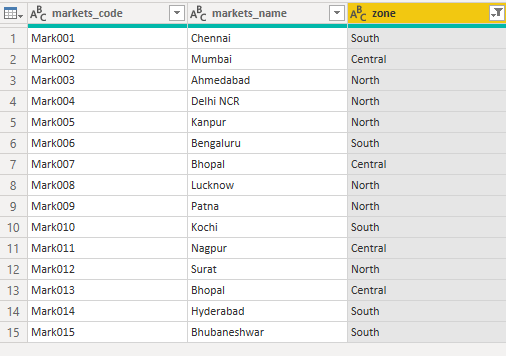 ABC markets_code ABC markets_name ABC zone
1 Mark001 Chennai South
2 Mark002 Mumbai Central
3 Mark003 Ahmedabad North
4 Mark004 Delhi NCR North
5 Mark005 Kanpur North
6 Mark006 Bengaluru South
7 Mark007 Bhopal Central
8 Mark008 Lucknow North
9 Mark009 Patna North
10 Mark010 Kochi South
11 Mark011 Nagpur Central
12 Mark012 Surat North
13 Mark013 Bhopal Central
14 Mark014 Hyderabad South
15 Mark015 Bhubaneshwar South